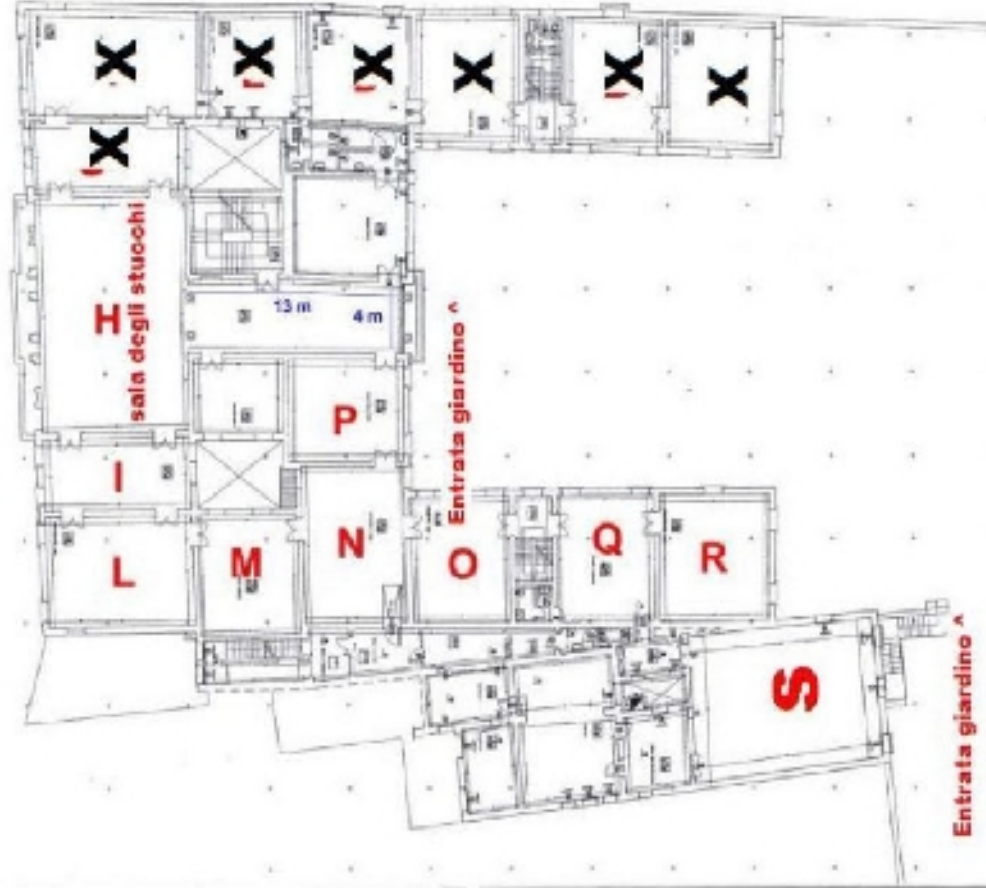 X
X
X
X
X
X
X
H
sala degli stucchi
13 m
4 m
Entrata giardino ^
P
I
L
M
N
O
Q
R
S
Entrata giardino ^